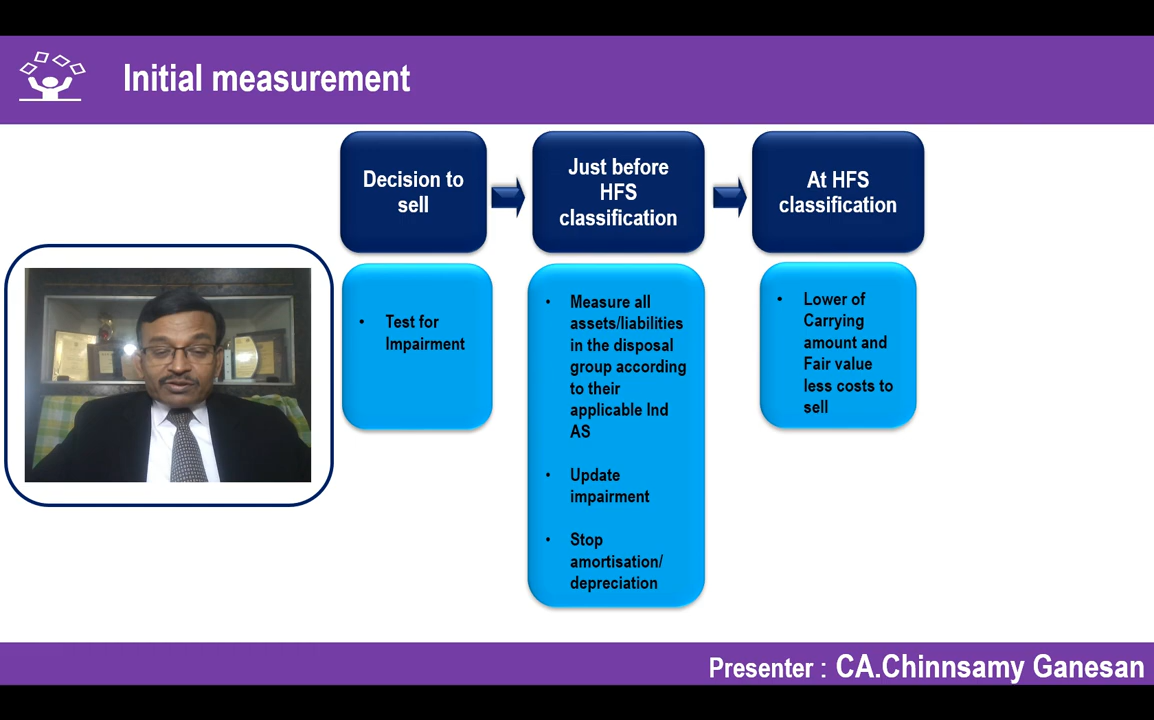 Initial measurement
Decision to
sell
Just before
HFS
classification
At HFS
classification
• Test for
Impairment
• Measure all
assets/liabilities
in the disposal
group according
to their
applicable Ind
AS
• Update
impairment
• Stop
amortisation/
depreciation
• Lower of
Carrying
amount and
Fair value
less costs to
sell
Presenter : CA.Chinnsamy Ganesan